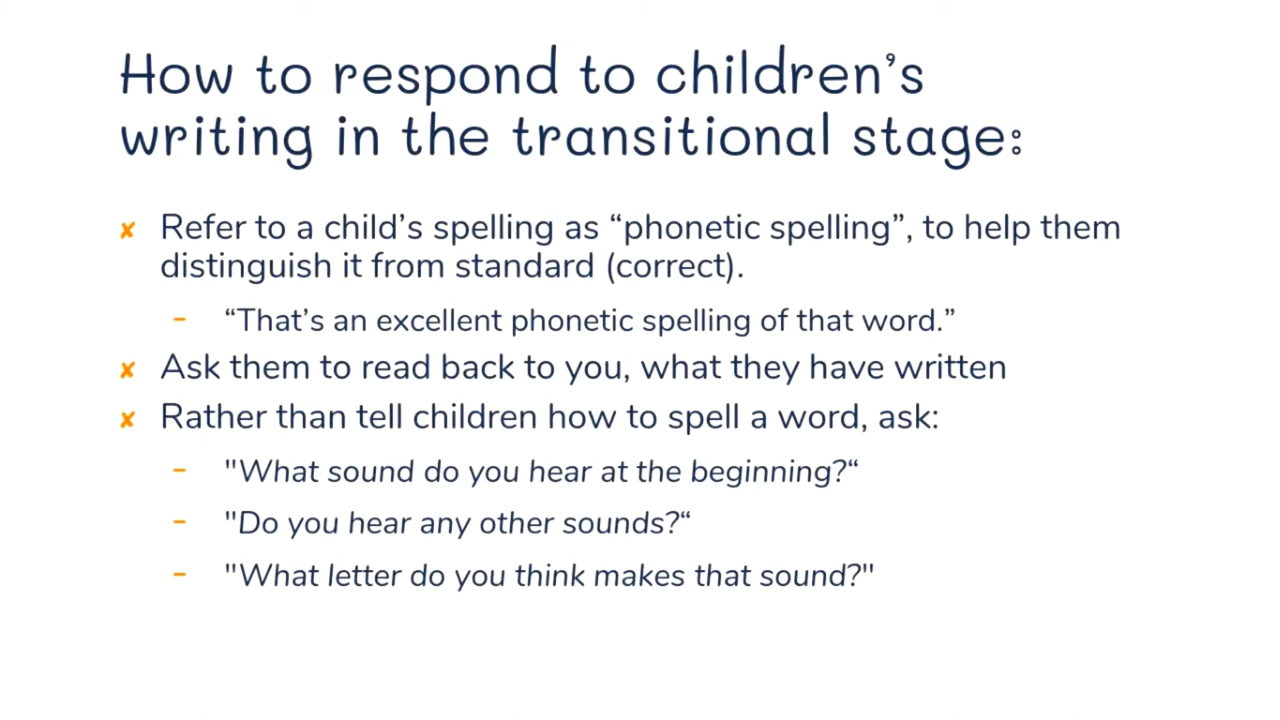 How to respond to children’s
writing in the transitional stage:
✘ Refer to a child’s spelling as “phonetic spelling”, to help them
distinguish it from standard (correct).
– “That’s an excellent phonetic spelling of that word.”
✘ Ask them to read back to you, what they have written
✘ Rather than tell children how to spell a word, ask:
– "What sound do you hear at the beginning?“
– "Do you hear any other sounds?“
– "What letter do you think makes that sound?"